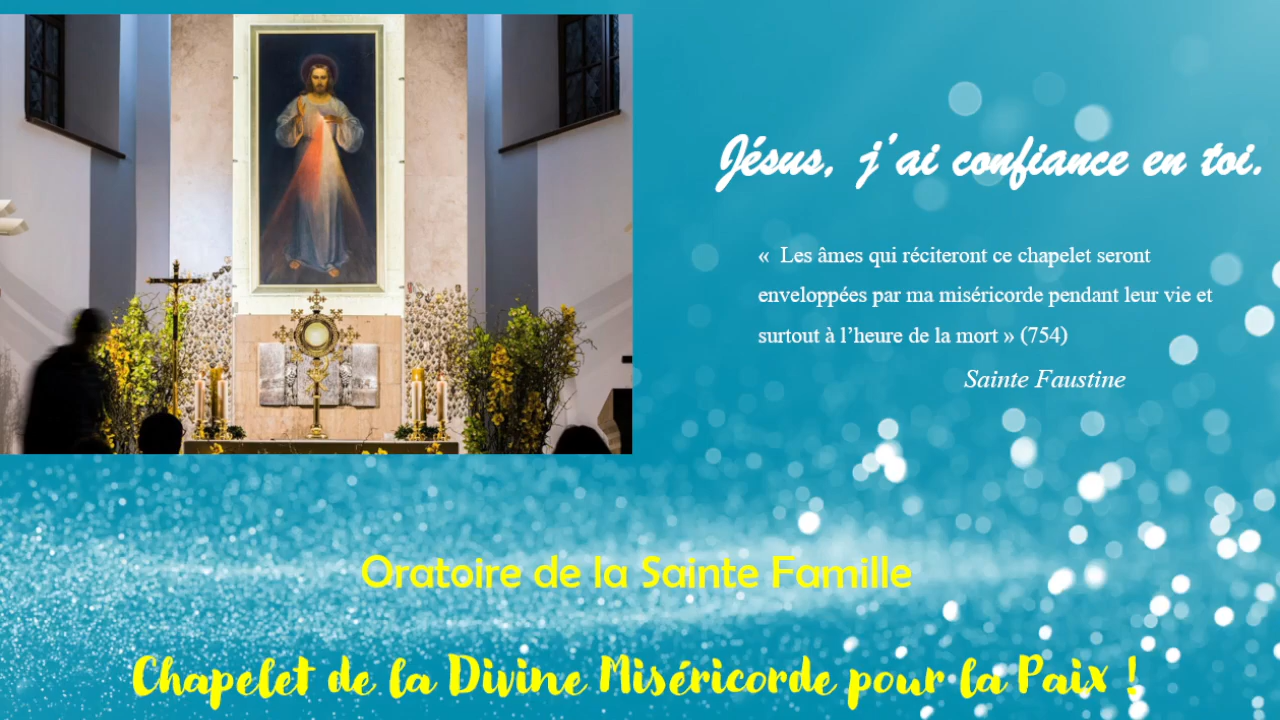 Jésus, j'ai confiance en toi.
«  Les âmes qui réciteront ce chapelet seront
enveloppées par ma miséricorde pendant leur vie et
surtout à l’heure de la mort » (754)
Sainte Faustine
Oratoire de la Sainte Famille
Chapelet de la Divine Miséricorde pour la Paix !